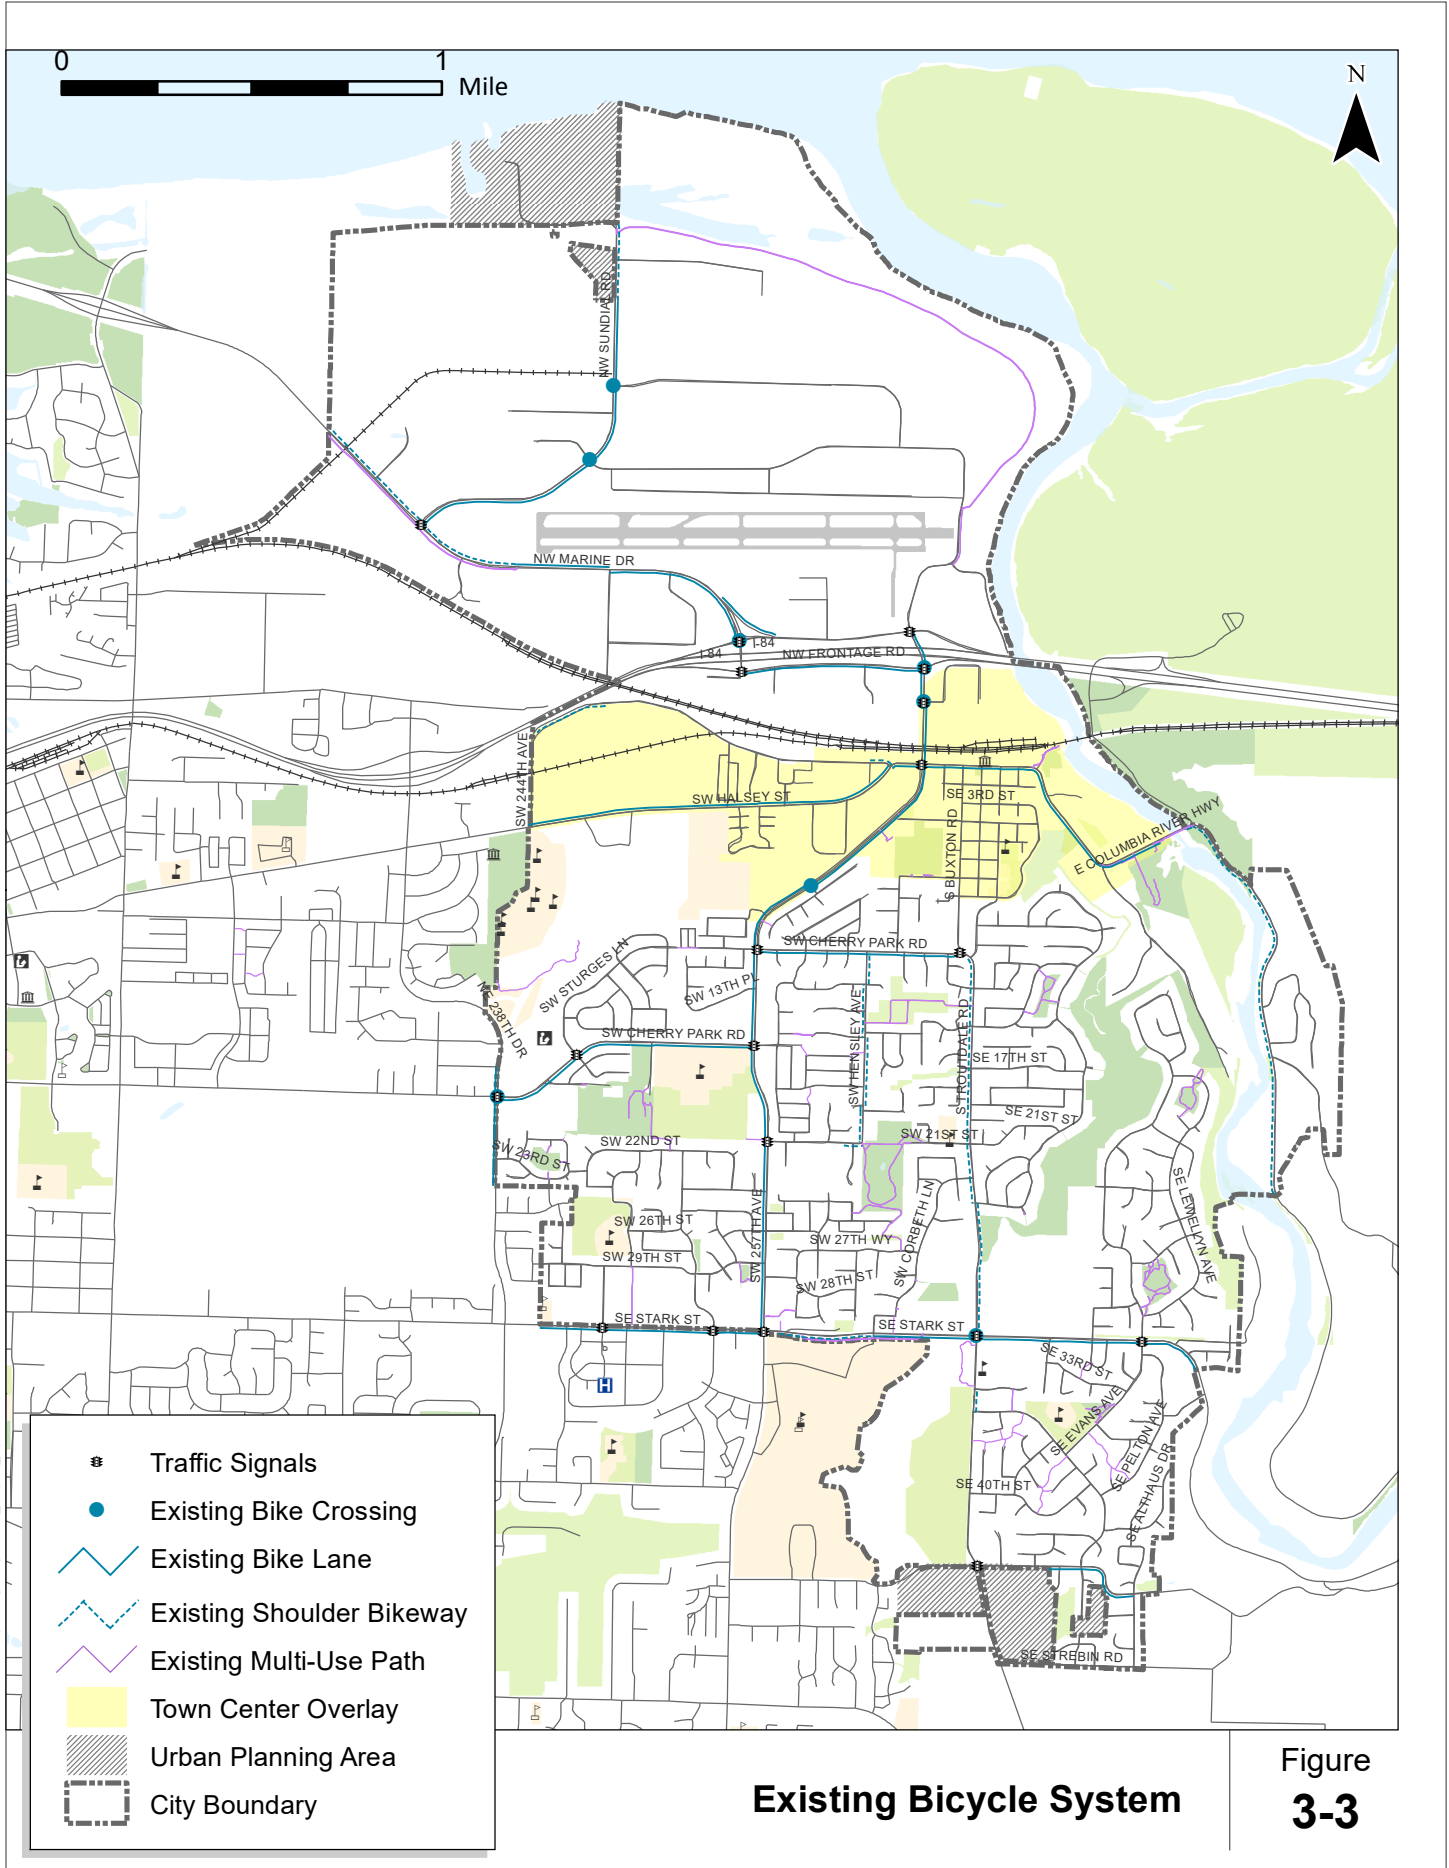 0 1
Mile
N
NW SUNDIAL RD
NW MARINE DR
I-84
I-84
NW FRONTAGE RD
SW 244TH AVE
SW HALSEY ST
SE 3RD ST
S BUXTON RD
E COLUMBIA RIVER HWY
SW CHERRY PARK RD
SW STURGES LN
SW 13TH PL
NE 238TH DR
SW CHERRY PARK RD
SW HENSLEY AVE
S TROUTDALE RD
SE 17TH ST
SE 21ST ST
SW 21ST ST
SW 22ND ST
SW 23RD ST
SE LEWELLYN AVE
SW 257TH AVE
SW CORBETH LN
SW 26TH ST
SW 27TH WY
SW 29TH ST
SW 28TH ST
SE STARK ST
SE STARK ST
SE 33RD ST
H
SE EVANS AVE
SE PELTON AVE
SE 40TH ST
SE ALTHAUS DR
SE STREBIN RD
Traffic Signals
Existing Bike Crossing
Existing Bike Lane
Existing Shoulder Bikeway
Existing Multi-Use Path
Town Center Overlay
Urban Planning Area
City Boundary
Existing Bicycle System
Figure
3-3